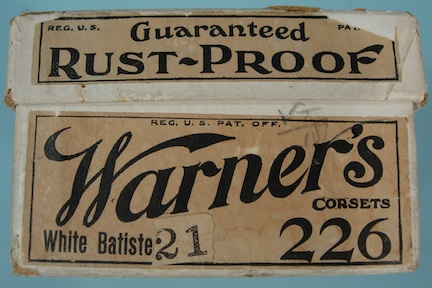 REG. U.S. Guaranteed PAT.
RUST-PROOF
REG. U.S. PAT. OFF.
Warner's
CORSETS
White Batiste 21 226